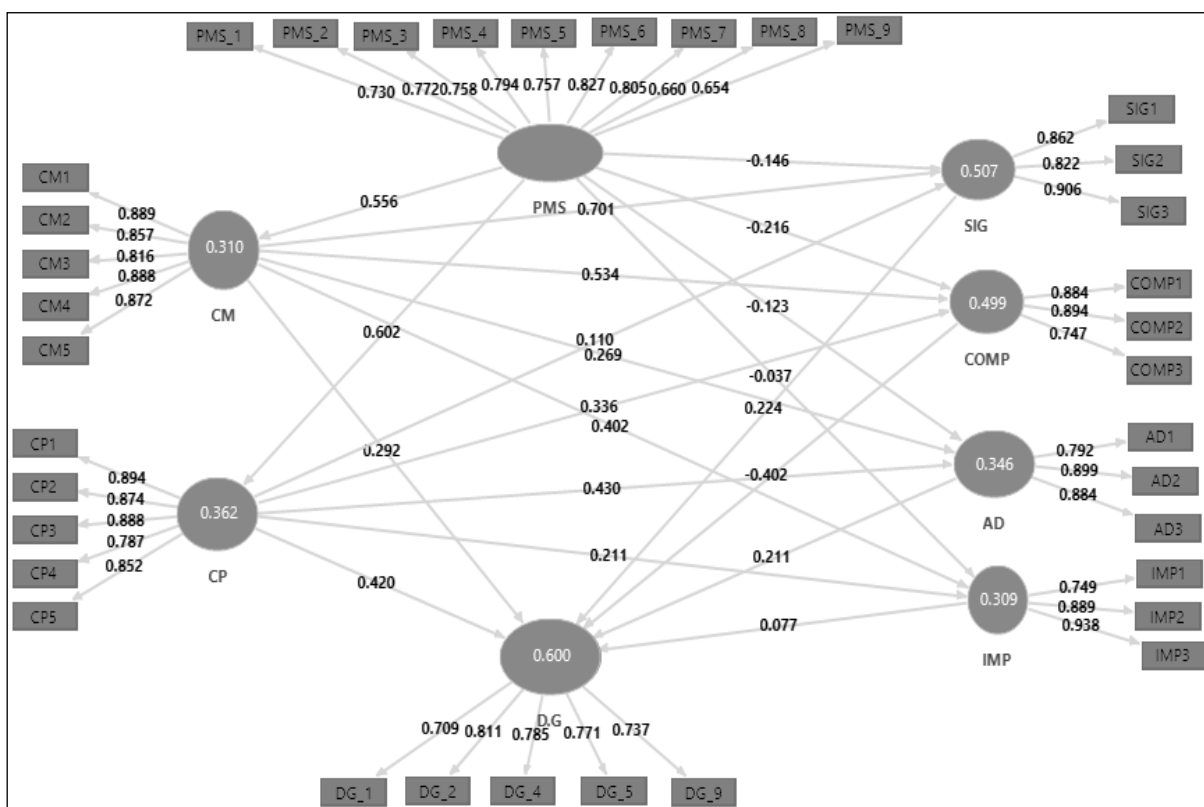 PMS_1 PMS_2 PMS_3 PMS_4 PMS_5 PMS_6 PMS_7 PMS_8 PMS_9
0.730 0.772 0.758 0.794 0.757 0.827 0.805 0.660 0.654
PMS
CM1
CM2
CM3
CM4
CM5
0.889
0.857
0.816
0.888
0.872
0.310
CM
0.556
-0.146
0.701
-0.216
0.534
-0.123
0.602
0.110
0.269
-0.037
0.336
0.224
0.402
0.292
-0.402
0.430
0.211
0.211
0.420
0.077
0.507
SIG
0.862
0.822
0.906
SIG1
SIG2
SIG3
0.499
COMP
0.884
0.894
0.747
COMP1
COMP2
COMP3
0.346
AD
0.792
0.899
0.884
AD1
AD2
AD3
0.309
IMP
0.749
0.889
0.938
IMP1
IMP2
IMP3
CP1
CP2
CP3
CP4
CP5
0.894
0.874
0.888
0.787
0.852
0.362
CP
0.600
DG
0.709 0.811 0.785 0.771 0.737
DG_1 DG_2 DG_4 DG_5 DG_9